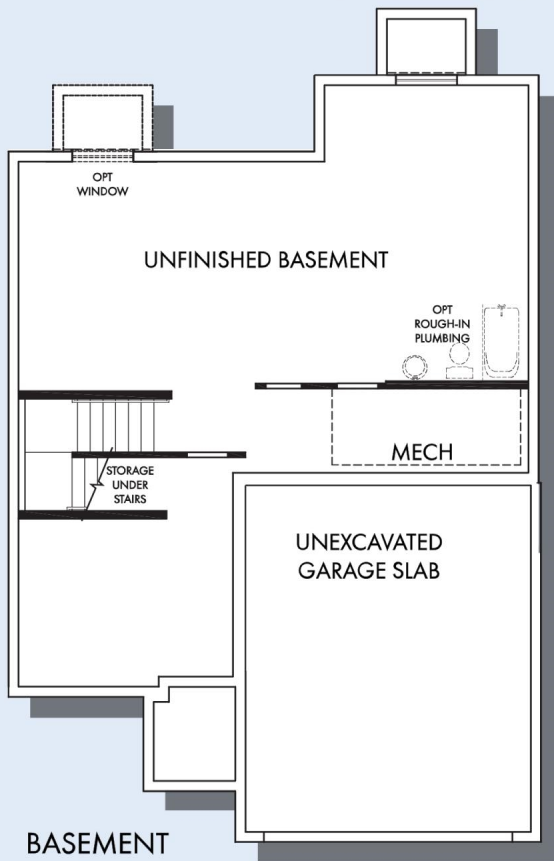 OPT
WINDOW
UNFINISHED BASEMENT
OPT
ROUGH-IN
PLUMBING
MECH
STORAGE
UNDER
STAIRS
UNEXCAVATED
GARAGE SLAB
BASEMENT